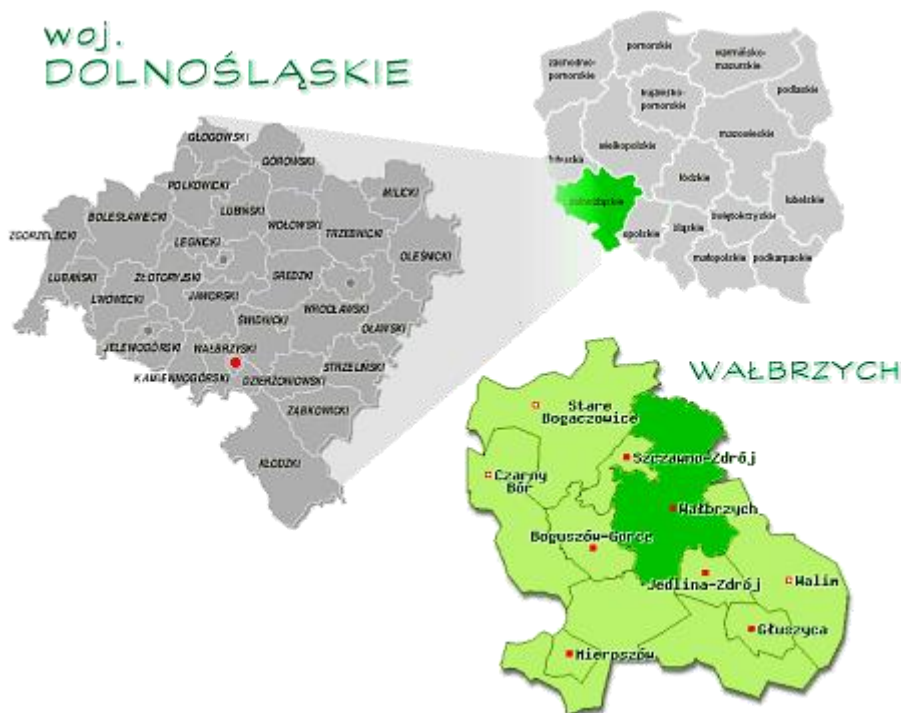 woj.
DOLNOŚLĄSKIE
zachodnio-
pomorskie
pomorskie
warmińsko-
mazurskie
podlaskie
kujawsko-
pomorskie
mazowieckie
wielkopolskie
lubuskie
łódzkie
lubelskie
dolnośląskie
opolskie
śląskie
świętokrzyskie
małopolskie
podkarpackie
GŁOGOWSKI
GÓROWSKI
POLKOWICKI
MILICKI
BOLESŁAWIECKI
LUBIŃSKI
WOŁOWSKI
TRZEBNICKI
ZGORZELECKI
LEGNICKI
OLEŚNICKI
LUBAŃSKI
ZŁOTORYJSKI
ŚREDZKI
LWOWECKI
JAWORSKI
WROCŁAWSKI
ŚWIDNICKI
OŁAWSKI
JELEWOGÓRSKI
WAŁBRZYSKI
STRZELIŃSKI
KAMIENNOGÓRSKI
DZIERŻONIOWSKI
ZĄBKOWICKI
KŁODZKI
WAŁBRZYCH
Stare
Bogaczowice
Szczawno-Zdrój
Czarny
Bór
Wałbrzych
Boguszów-Gorce
Jedlina-Zdrój
Walim
Głuszyca
Mieroszów